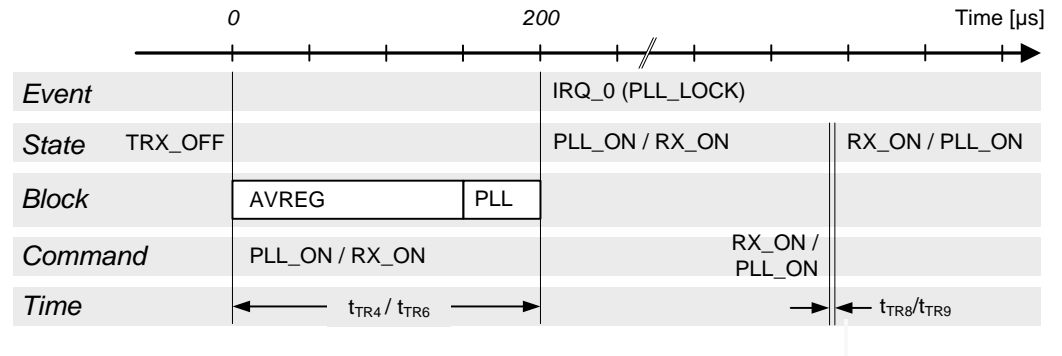 0 200 Time [µs]
Event IRQ_0 (PLL_LOCK)
State TRX_OFF PLL_ON / RX_ON RX_ON / PLL_ON
Block AVREG PLL
Command PLL_ON / RX_ON RX_ON /
PLL_ON
Time tTR4 / tTR6 tTR8/tTR9